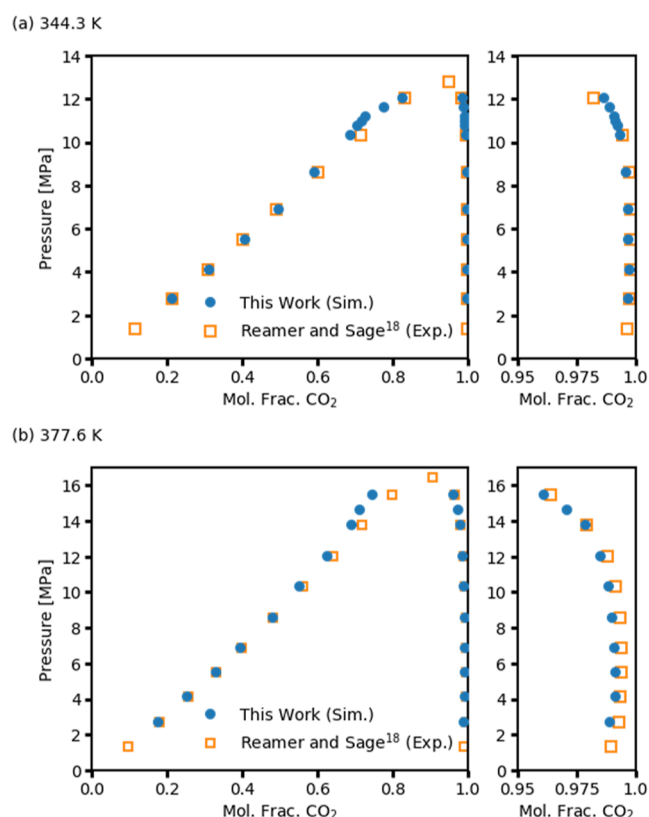 (a) 344.3 K
14
12
10
8
6
4
2
0
Pressure [MPa]
This Work (Sim.)
Reamer and Sage18 (Exp.)
0.0 0.2 0.4 0.6 0.8 1.0
Mol. Frac. CO2
14
12
10
8
6
4
2
0
0.95 0.975 1.0
Mol. Frac. CO2
(b) 377.6 K
16
14
12
10
8
6
4
2
0
Pressure [MPa]
This Work (Sim.)
Reamer and Sage18 (Exp.)
0.0 0.2 0.4 0.6 0.8 1.0
Mol. Frac. CO2
16
14
12
10
8
6
4
2
0
0.95 0.975 1.0
Mol. Frac. CO2